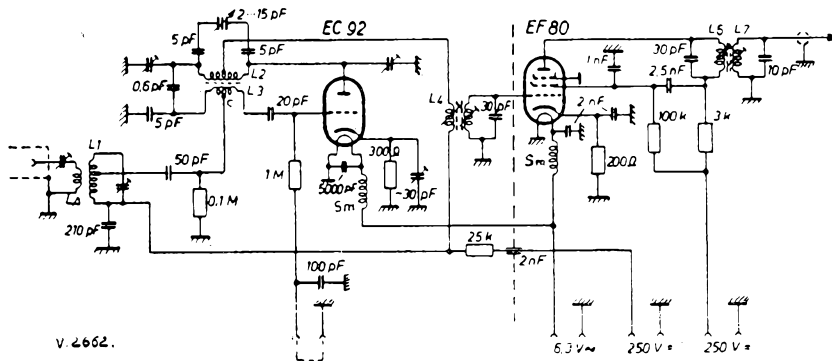 2–15 pF
EC 92
EF 80
5 pF
5 pF
L2
L3
c
0,6 pF
5 pF
20 pF
L1
50 pF
0,1 M
210 pF
1 M
5000 pF
300 Ω
~30 pF
Sm
100 pF
L4
30 pF
25 k
2 nF
2 nF
Sm
200 Ω
1 nF
2,5 nF
100 k
3 k
30 pF
L7
10 pF
6,3 V ~
250 V =
250 V =
V. 2662.